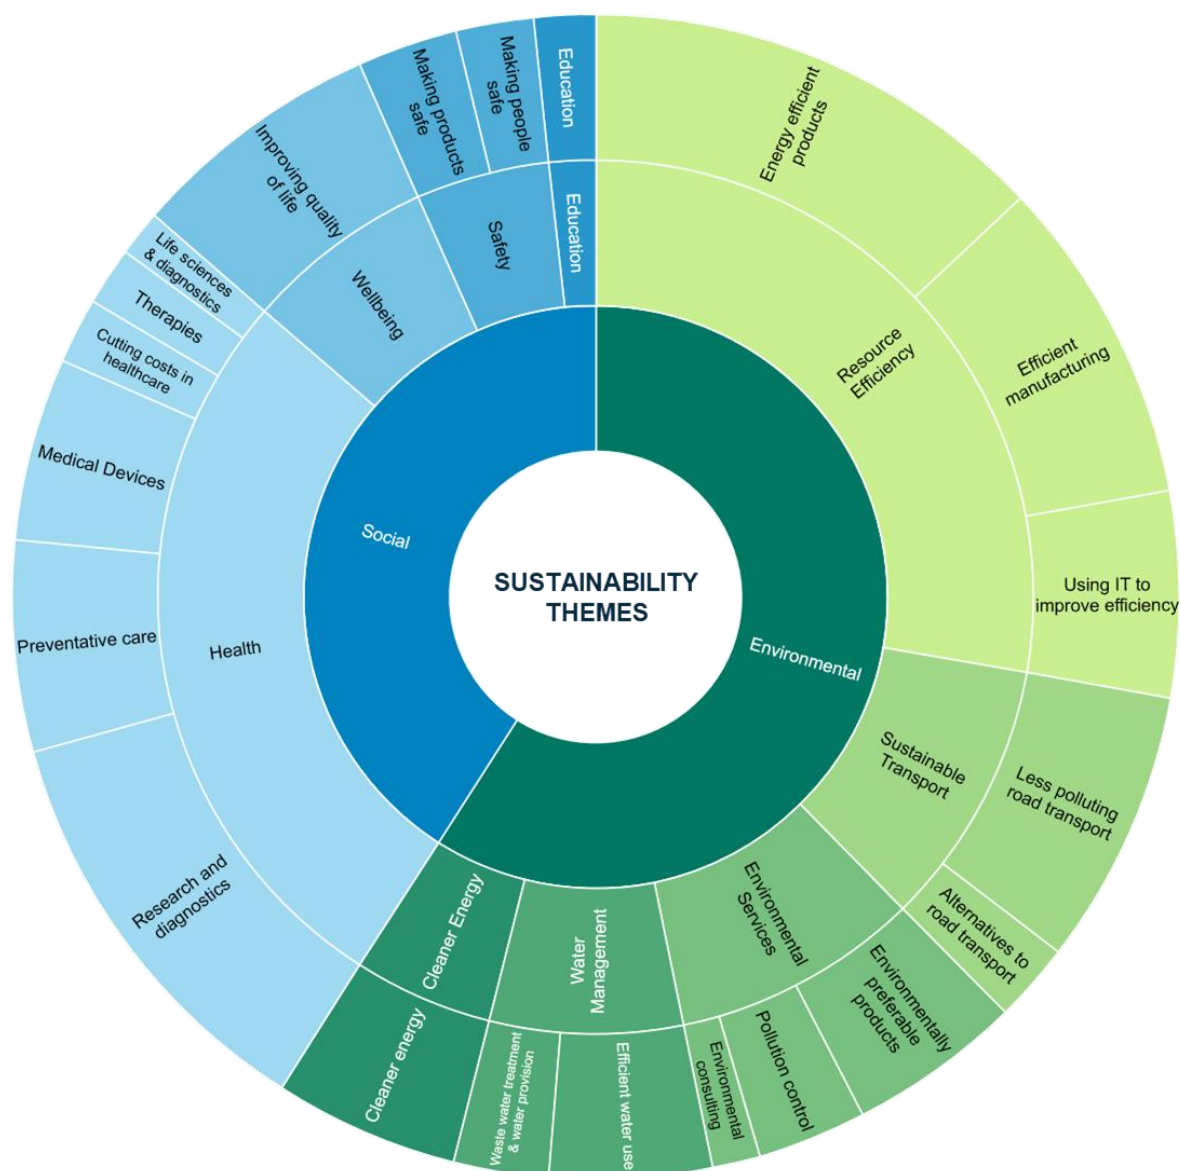 SUSTAINABILITY
THEMES
Environmental
Resource
Efficiency
Energy efficient
products
Efficient
manufacturing
Using IT to
improve efficiency
Sustainable
Transport
Less polluting
road transport
Alternatives to
road transport
Environmental
Services
Environmentally
preferable
products
Pollution control
Environmental
consulting
Water
Management
Efficient water use
Waste water treatment
& water provision
Cleaner Energy
Cleaner energy
Social
Health
Research and
diagnostics
Preventative care
Medical Devices
Cutting costs in
healthcare
Therapies
Life sciences
& diagnostics
Wellbeing
Improving quality
of life
Safety
Making products
safe
Making people
safe
Education
Education